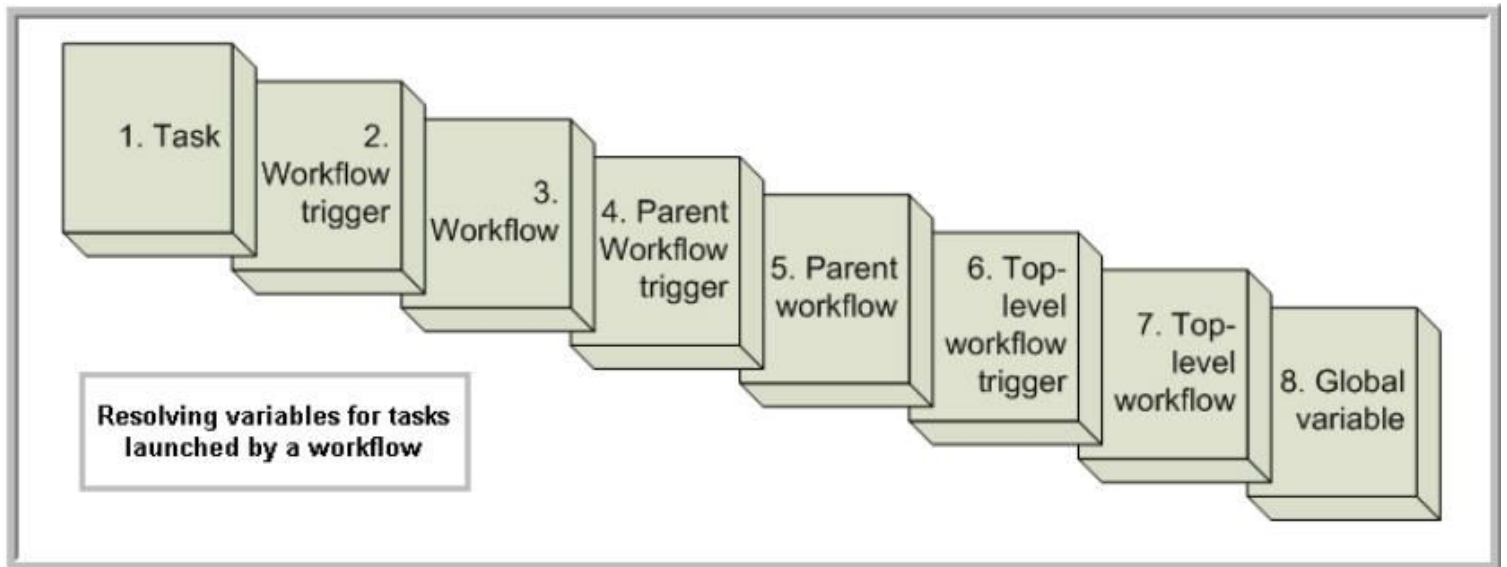 1. Task
2.
Workflow
trigger
3.
Workflow
4. Parent
Workflow
trigger
5. Parent
workflow
6. Top-
level
workflow
trigger
7. Top-
level
workflow
8. Global
variable
Resolving variables for tasks
launched by a workflow